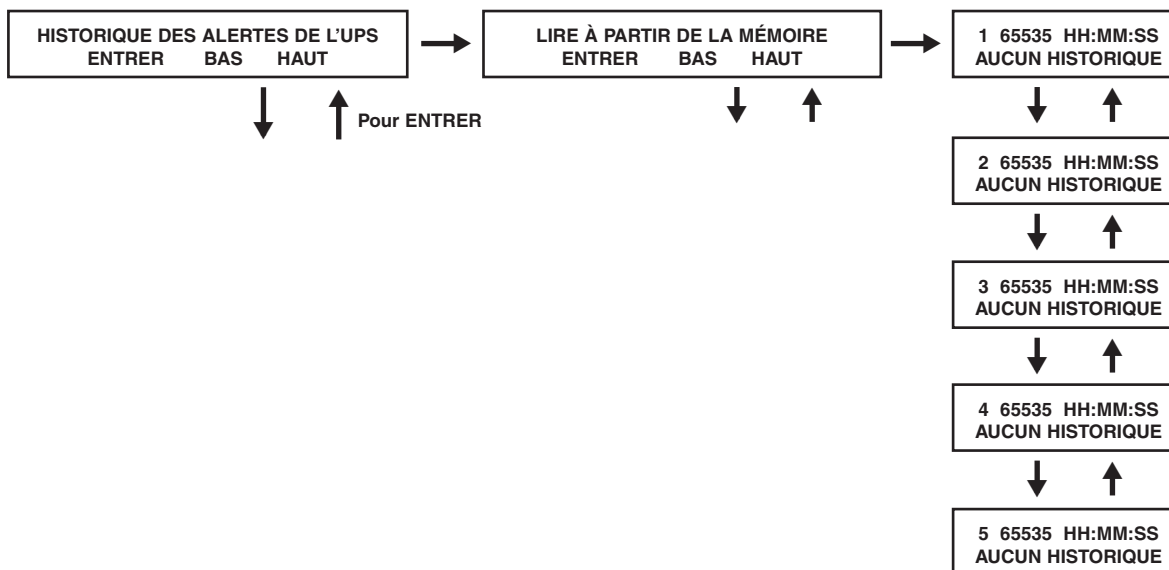 HISTORIQUE DES ALERTES DE L'UPS
ENTRER BAS HAUT
Pour ENTRER
LIRE À PARTIR DE LA MÉMOIRE
ENTRER BAS HAUT
1 65535 HH:MM:SS
AUCUN HISTORIQUE
2 65535 HH:MM:SS
AUCUN HISTORIQUE
3 65535 HH:MM:SS
AUCUN HISTORIQUE
4 65535 HH:MM:SS
AUCUN HISTORIQUE
5 65535 HH:MM:SS
AUCUN HISTORIQUE